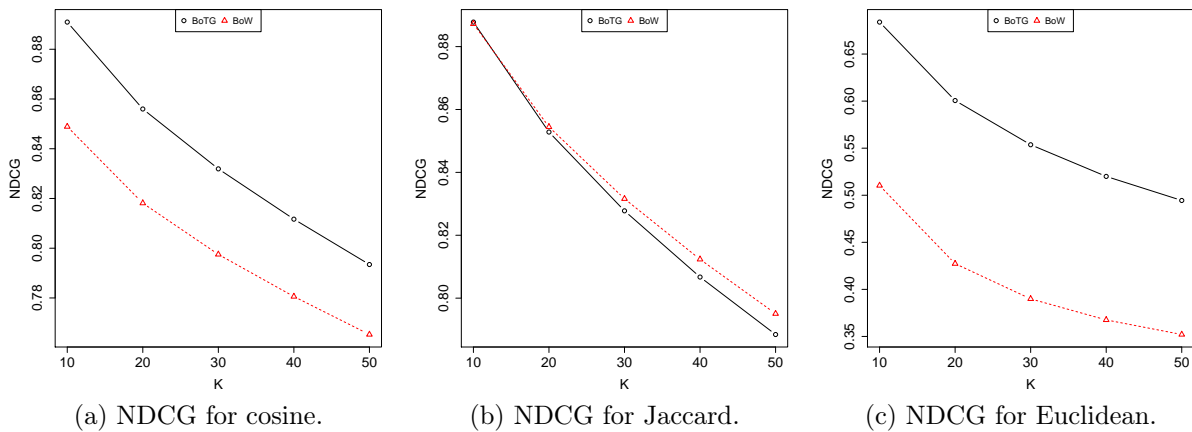 BoTG BoW
NDCG
0.88
0.86
0.84
0.82
0.80
0.78
10 20 30 40 50
K
(a) NDCG for cosine.
BoTG BoW
NDCG
0.88
0.86
0.84
0.82
0.80
10 20 30 40 50
K
(b) NDCG for Jaccard.
BoTG BoW
NDCG
0.65
0.60
0.55
0.50
0.45
0.40
0.35
10 20 30 40 50
K
(c) NDCG for Euclidean.